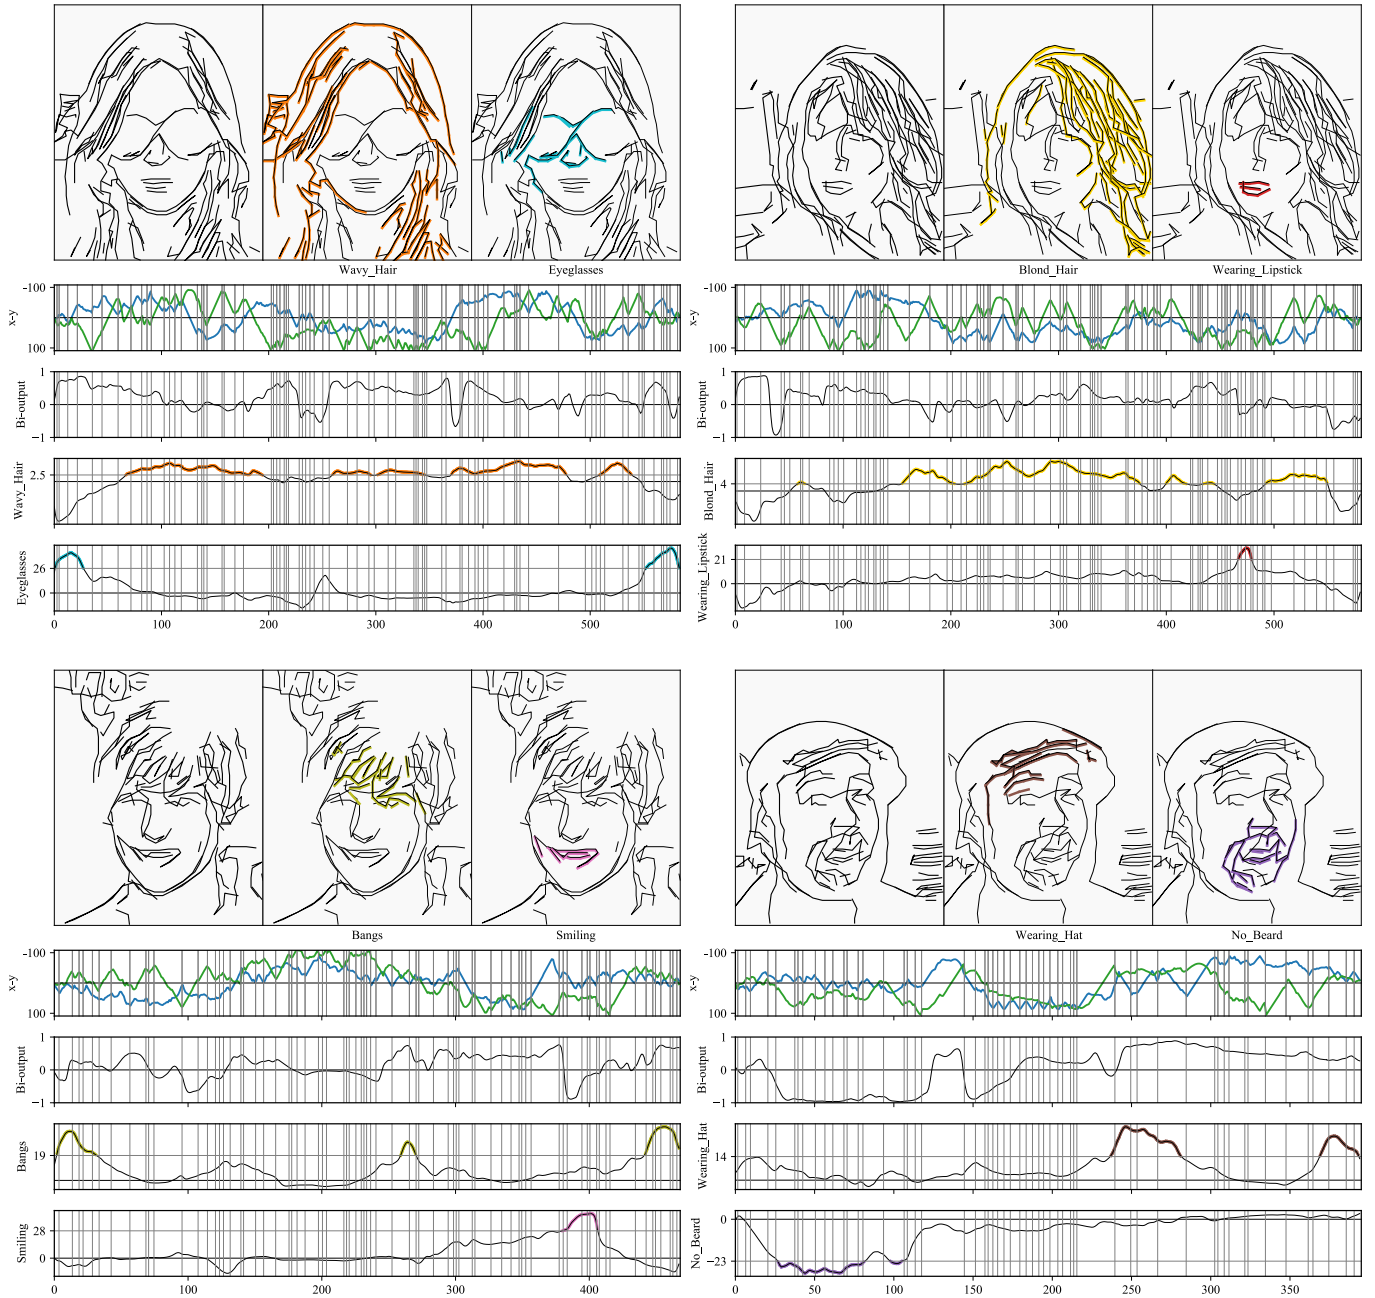 Wavy_Hair Eyeglasses
-100
100
x-y
1
0
−1
Bi-output
2.5
Wavy_Hair
26
0
Eyeglasses
0 100 200 300 400 500
Blond_Hair Wearing_Lipstick
-100
100
x-y
1
0
−1
Bi-output
4
Blond_Hair
21
0
Wearing_Lipstick
0 100 200 300 400 500
Bangs Smiling
-100
100
x-y
1
0
−1
Bi-output
19
Bangs
28
0
Smiling
0 100 200 300 400
Wearing_Hat No_Beard
-100
100
x-y
1
0
−1
Bi-output
14
Wearing_Hat
0
−23
No_Beard
0 50 100 150 200 250 300 350